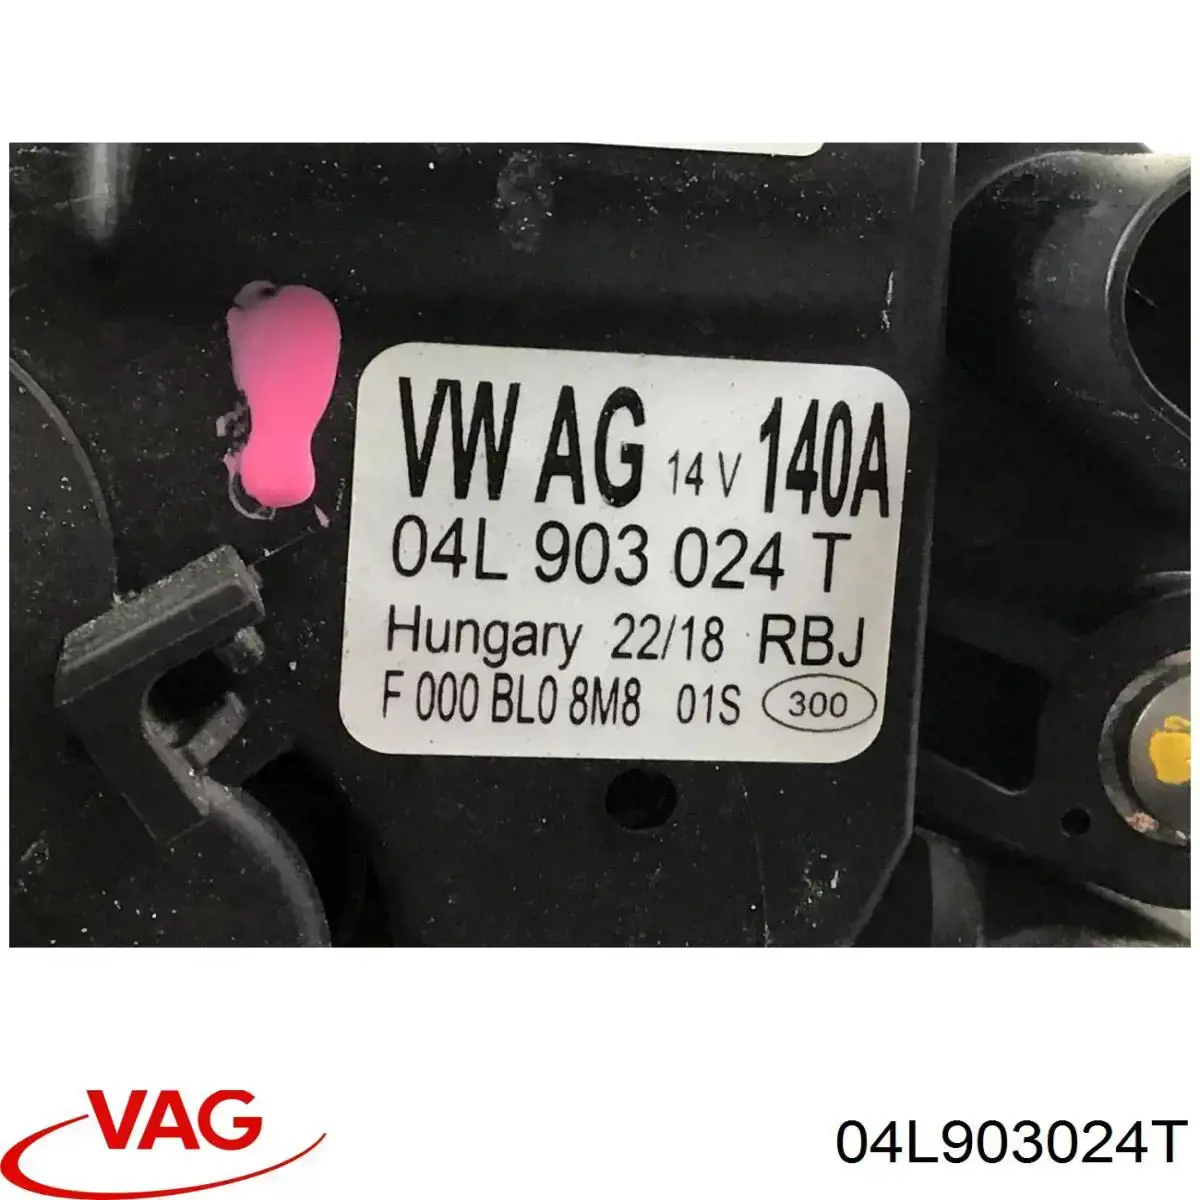 VW AG 14 V 140A
04L 903 024 T
Hungary 22/18 RBJ
F 000 BL0 8M8 01S 300
VAG
04L903024T